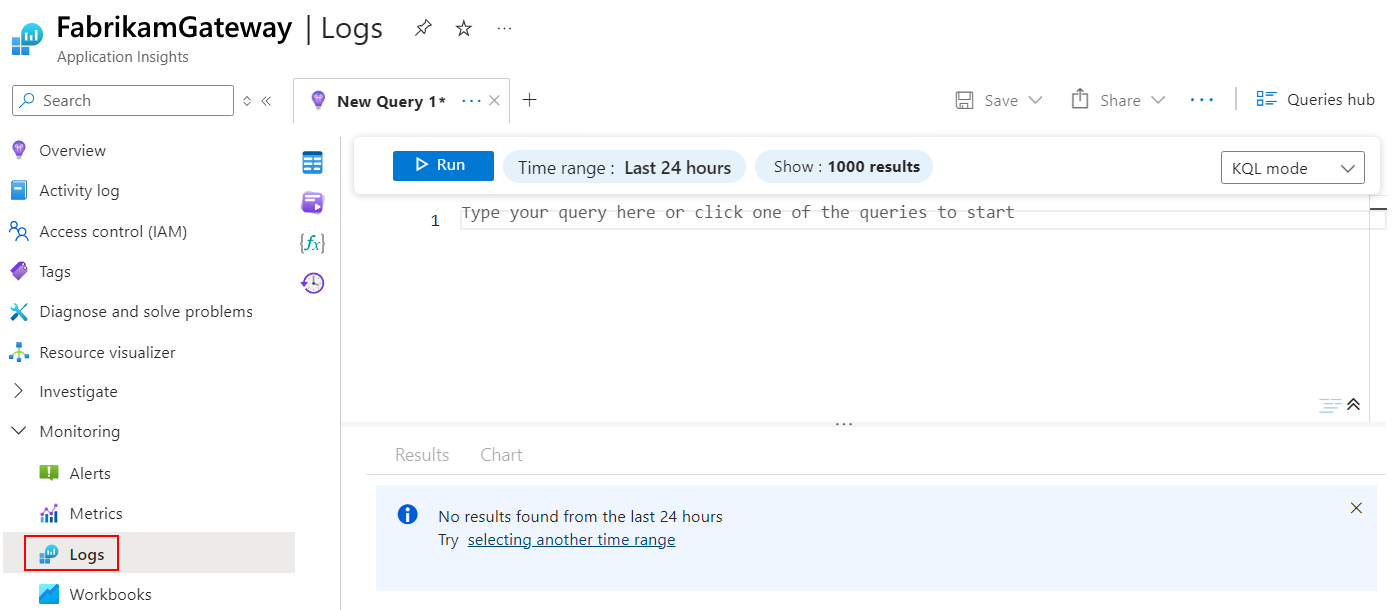 FabrikamGateway | Logs
Application Insights
Search
New Query 1*
Save
Share
Queries hub
Overview
Activity log
Access control (IAM)
Tags
Diagnose and solve problems
Resource visualizer
Investigate
Monitoring
Alerts
Metrics
Logs
Workbooks
{fx}
Run
Time range : Last 24 hours
Show : 1000 results
KQL mode
1
Type your query here or click one of the queries to start
Results
Chart
No results found from the last 24 hours
Try selecting another time range